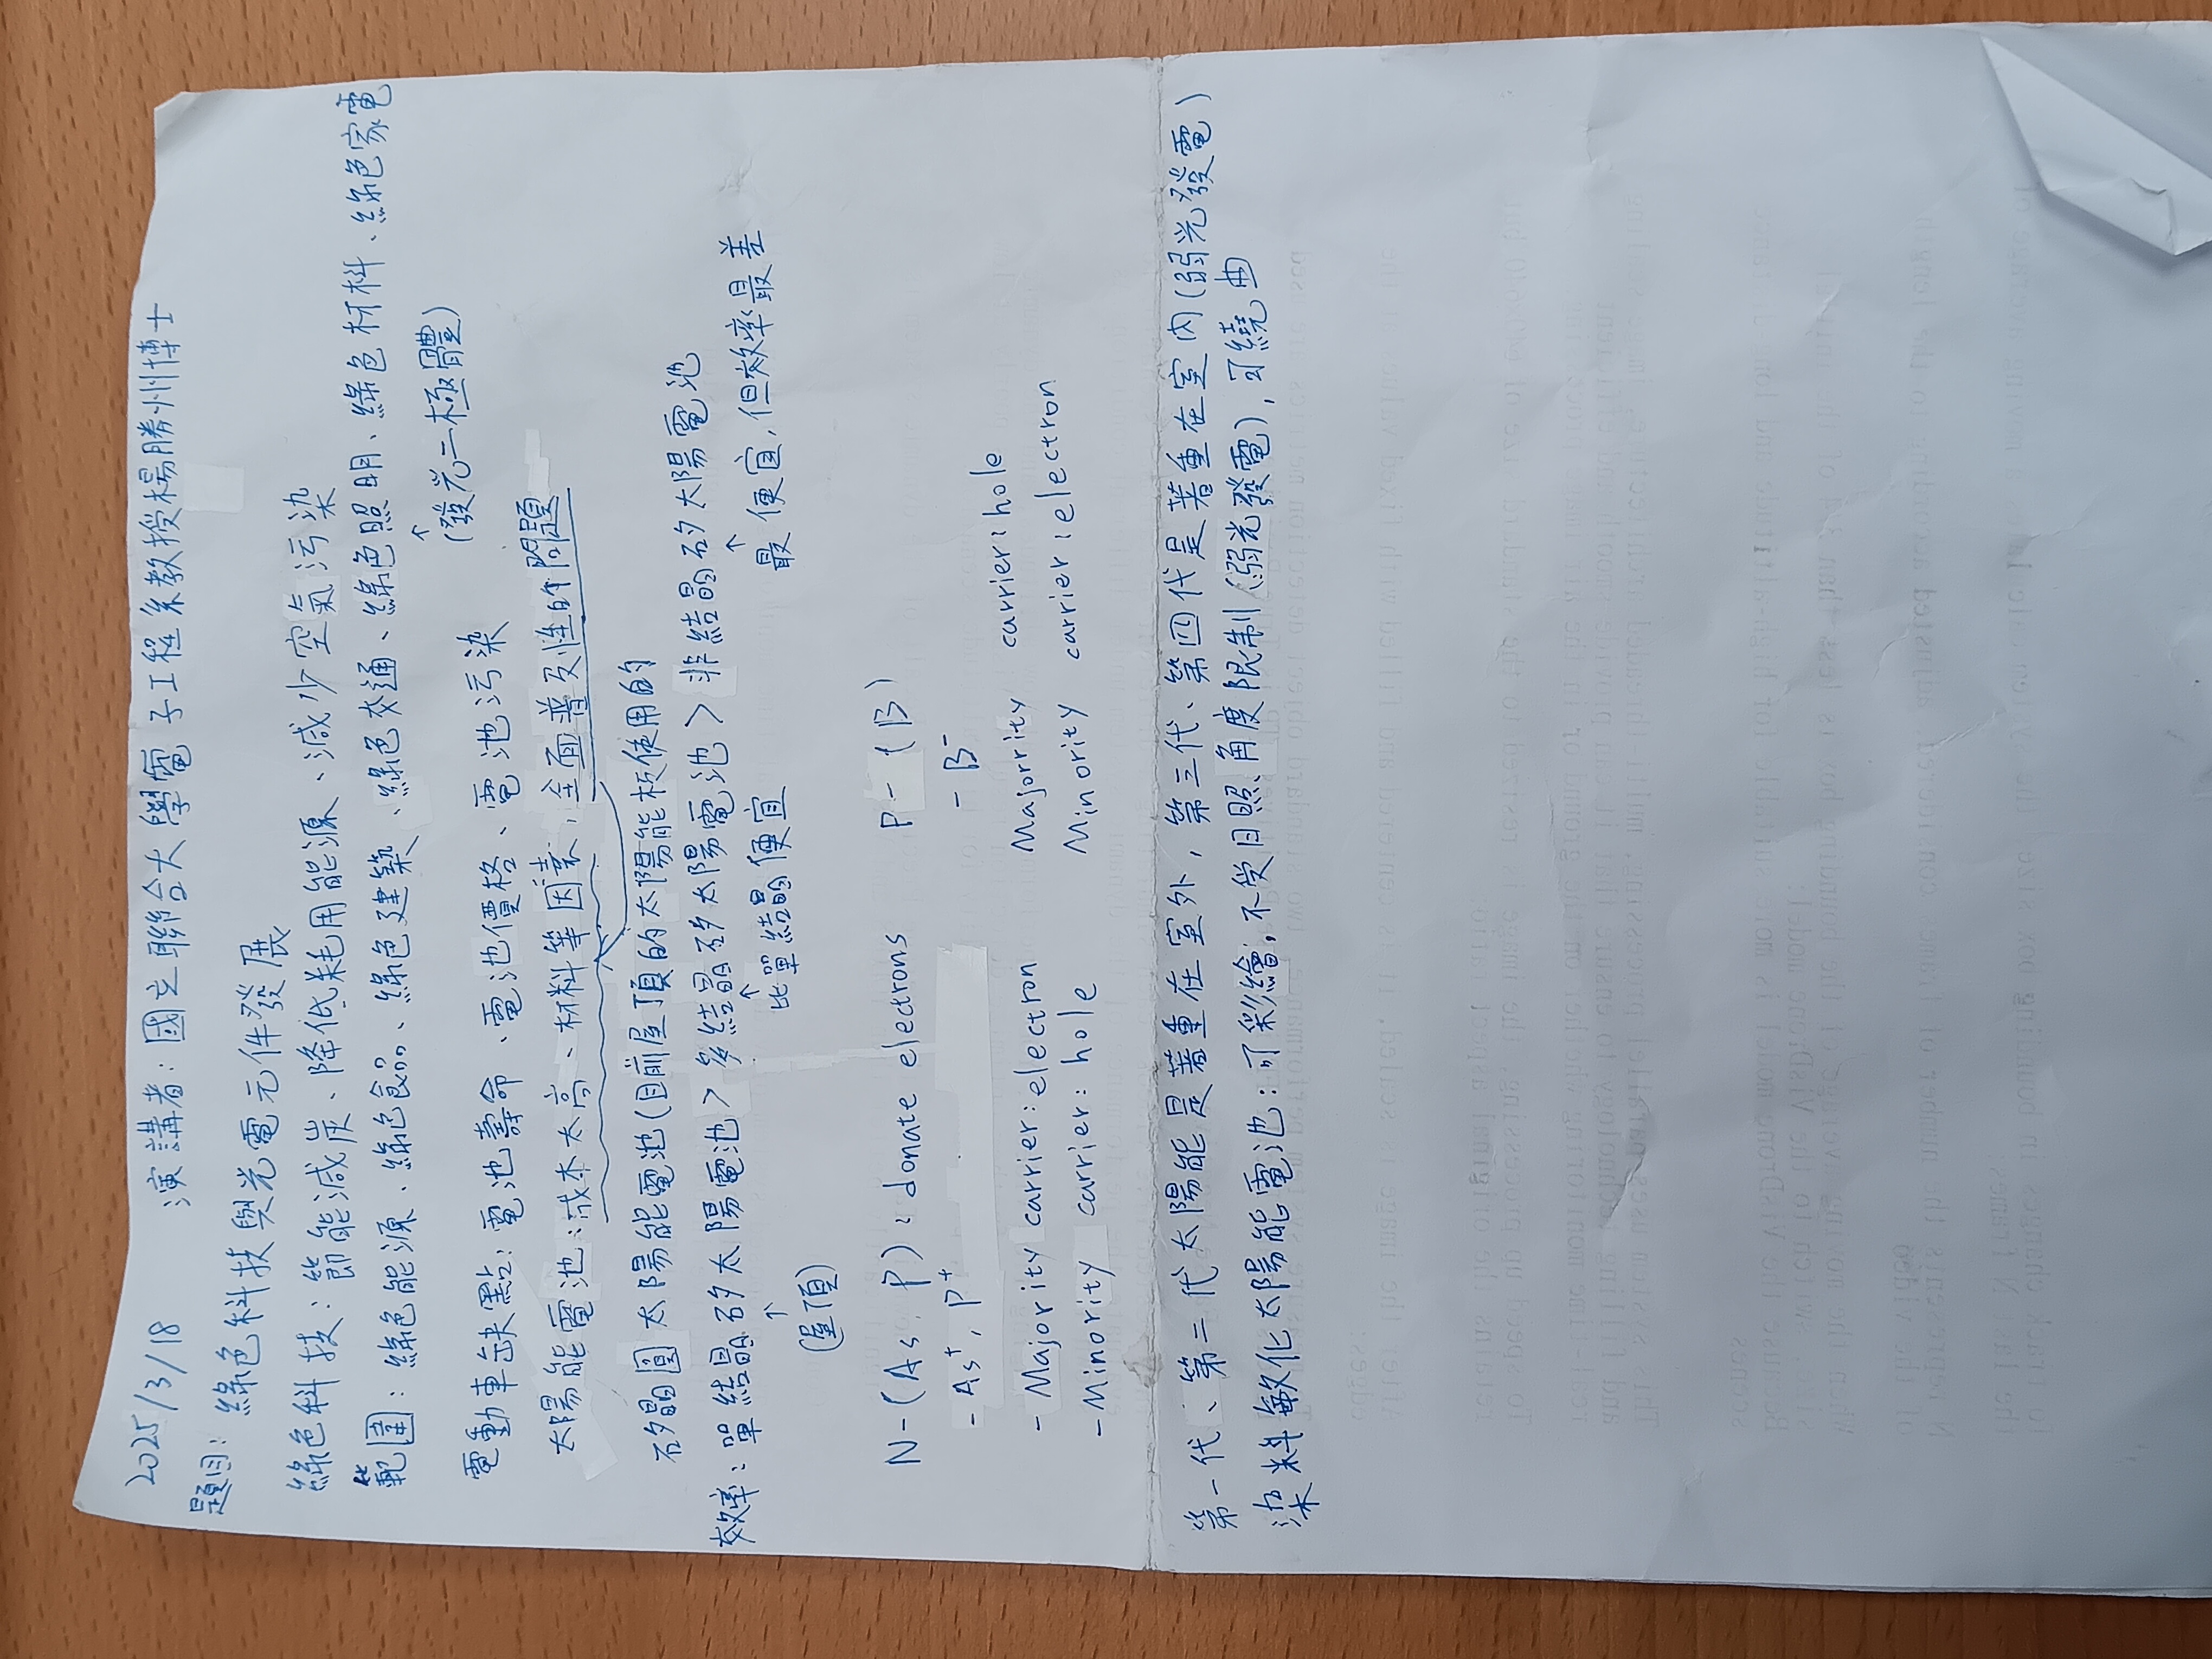 2025/3/18 演講者：國立聯合大學電子工程系教授楊勝州博士
題目：綠色科技與光電元件發展
綠色科技：節能減炭、降低耗用能源、減少空氣污染
範圍：綠色能源、綠色食品、綠色建築、綠色交通、綠色照明、綠色材料、綠色家電
↑
(發光二極體)
電動車缺點：電池壽命、電池價格、電池污染
太陽能電池：成本太高、材料等因素，全面普及性的問題
矽晶圓太陽能電池(目前屋頂的太陽能板使用的
效率：單結晶矽太陽電池＞多結晶矽太陽電池＞非結晶矽太陽電池
↑ ↑ ↑
(屋頂) 比單結晶便宜 最便宜，但效率最差
N-(As, P)：donate electrons P-(B)
- As⁺, P⁺ - B⁻
- Majority carrier: electron Majorrity carrier: hole
- Minority carrier: hole Minority carrier: electron
第一代、第二代太陽能是著重在室外，第三代、第四代是著重在室內(弱光發電)
染料敏化太陽能電池：可彩繪，不受日照角度限制(弱光發電)，可繞曲